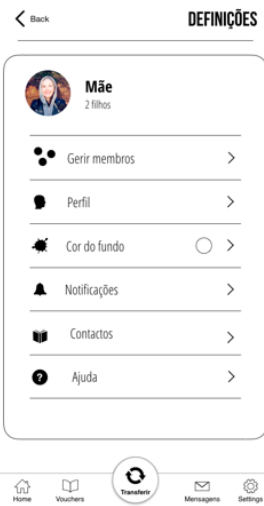 Back
DEFINIÇÕES
Mãe
2 filhos
Gerir membros
Perfil
Cor do fundo
Notificações
Contactos
Ajuda
Home
Vouchers
Transferir
Mensagens
Settings